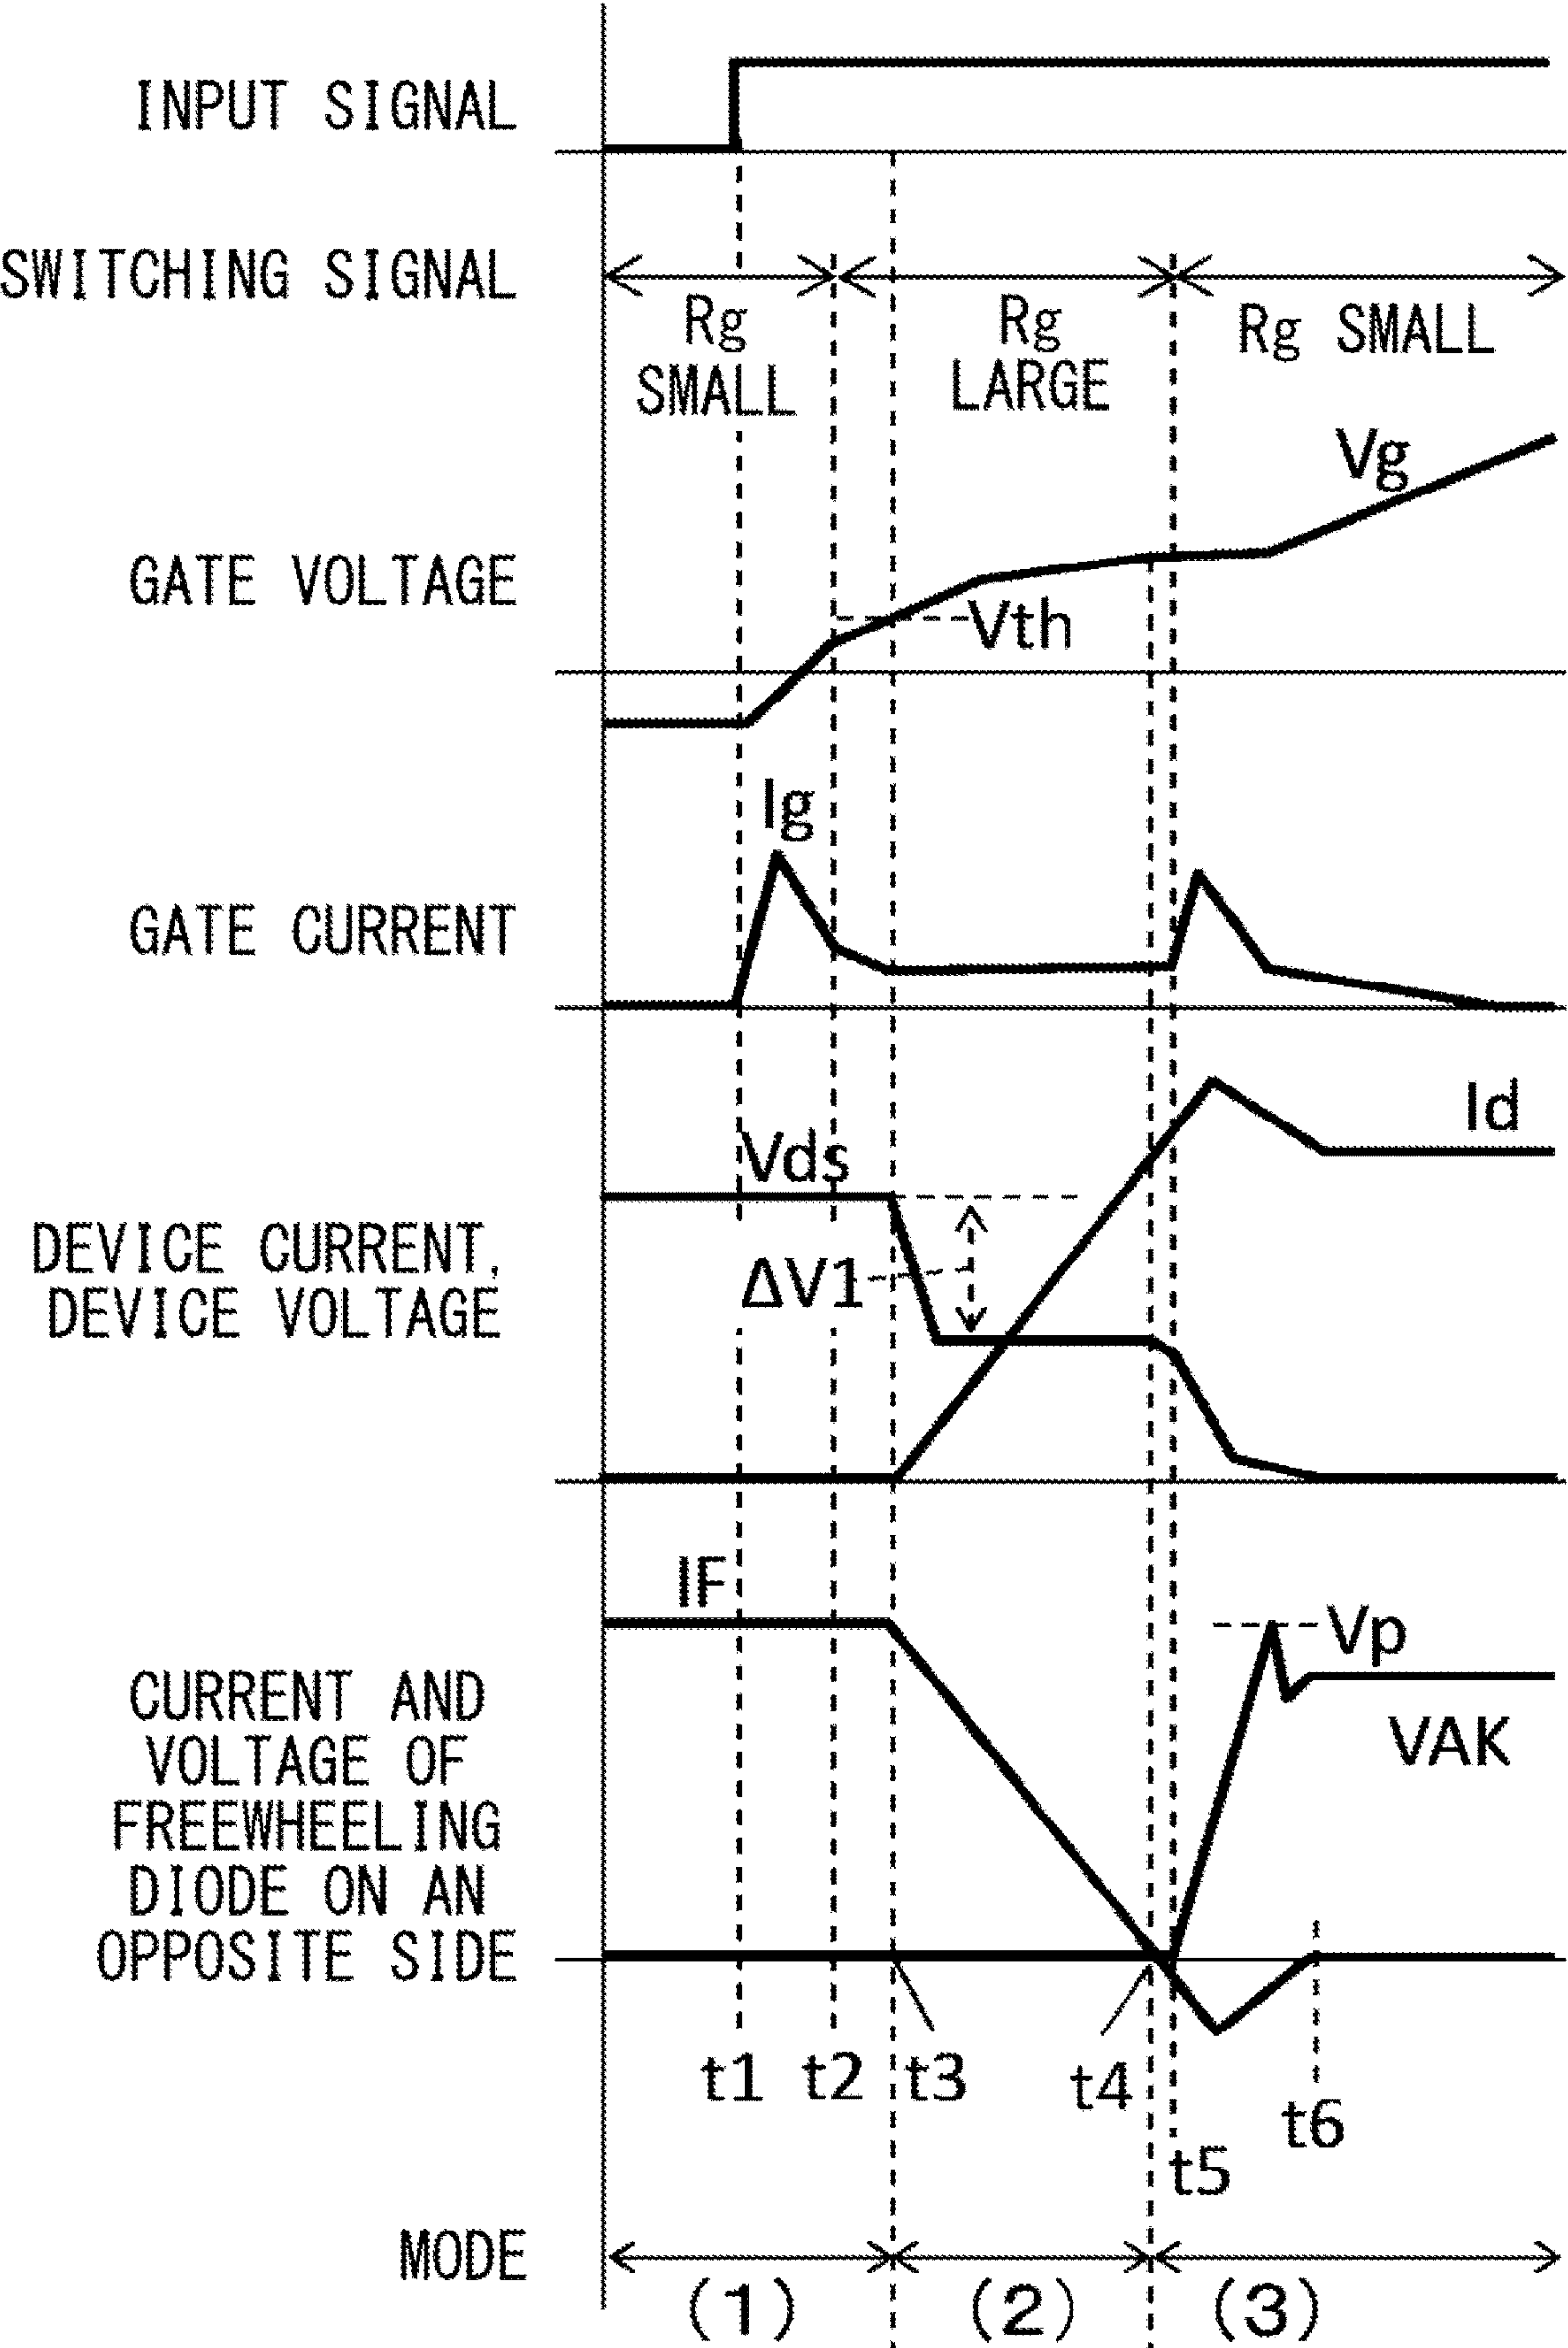 INPUT SIGNAL
SWITCHING SIGNAL
Rg
SMALL
Rg
LARGE
Rg SMALL
Vg
GATE VOLTAGE
Vth
Ig
GATE CURRENT
Id
Vds
DEVICE CURRENT,
DEVICE VOLTAGE
ΔV1
IF
Vp
VAK
CURRENT AND
VOLTAGE OF
FREEWHEELING
DIODE ON AN
OPPOSITE SIDE
t1
t2
t3
t4
t5
t6
MODE
(1)
(2)
(3)